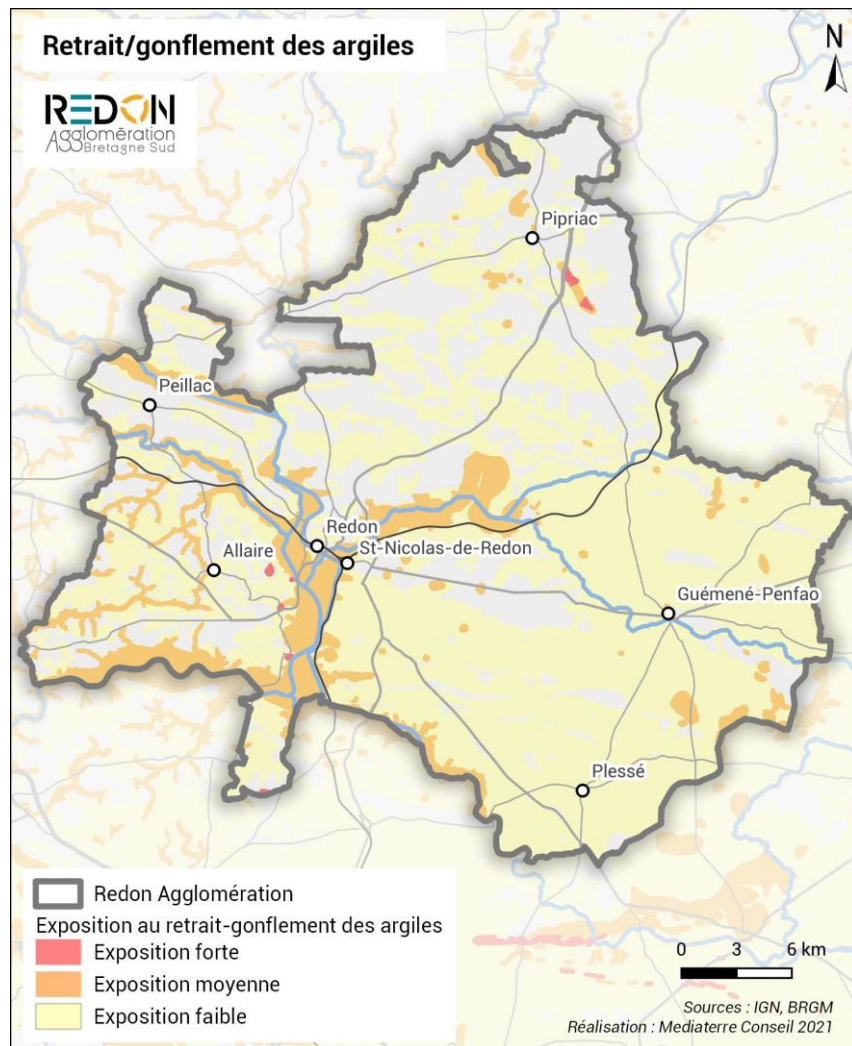 Retrait/gonflement des argiles
N
REDON
Agglomération
Bretagne Sud
Pipriac
Peillac
Redon
St-Nicolas-de-Redon
Allaire
Guémené-Penfao
Plessé
Redon Agglomération
Exposition au retrait-gonflement des argiles
Exposition forte
Exposition moyenne
Exposition faible
0 3 6 km
Sources : IGN, BRGM
Réalisation : Mediaterre Conseil 2021